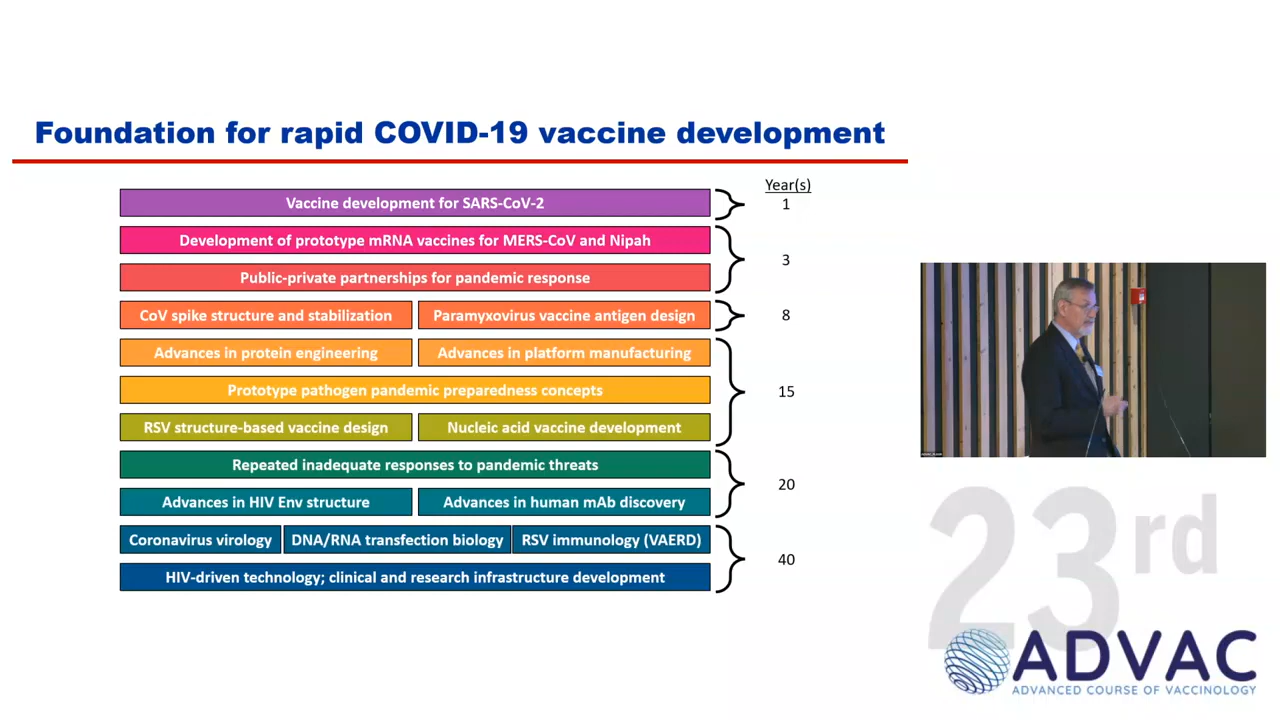 Foundation for rapid COVID-19 vaccine development
Year(s)
Vaccine development for SARS-CoV-2
1
Development of prototype mRNA vaccines for MERS-CoV and Nipah
3
Public-private partnerships for pandemic response
CoV spike structure and stabilization
Paramyxovirus vaccine antigen design
8
Advances in protein engineering
Advances in platform manufacturing
Prototype pathogen pandemic preparedness concepts
15
RSV structure-based vaccine design
Nucleic acid vaccine development
Repeated inadequate responses to pandemic threats
20
Advances in HIV Env structure
Advances in human mAb discovery
Coronavirus virology
DNA/RNA transfection biology
RSV immunology (VAERD)
40
HIV-driven technology; clinical and research infrastructure development
23rd
ADVAC
ADVANCED COURSE OF VACCINOLOGY